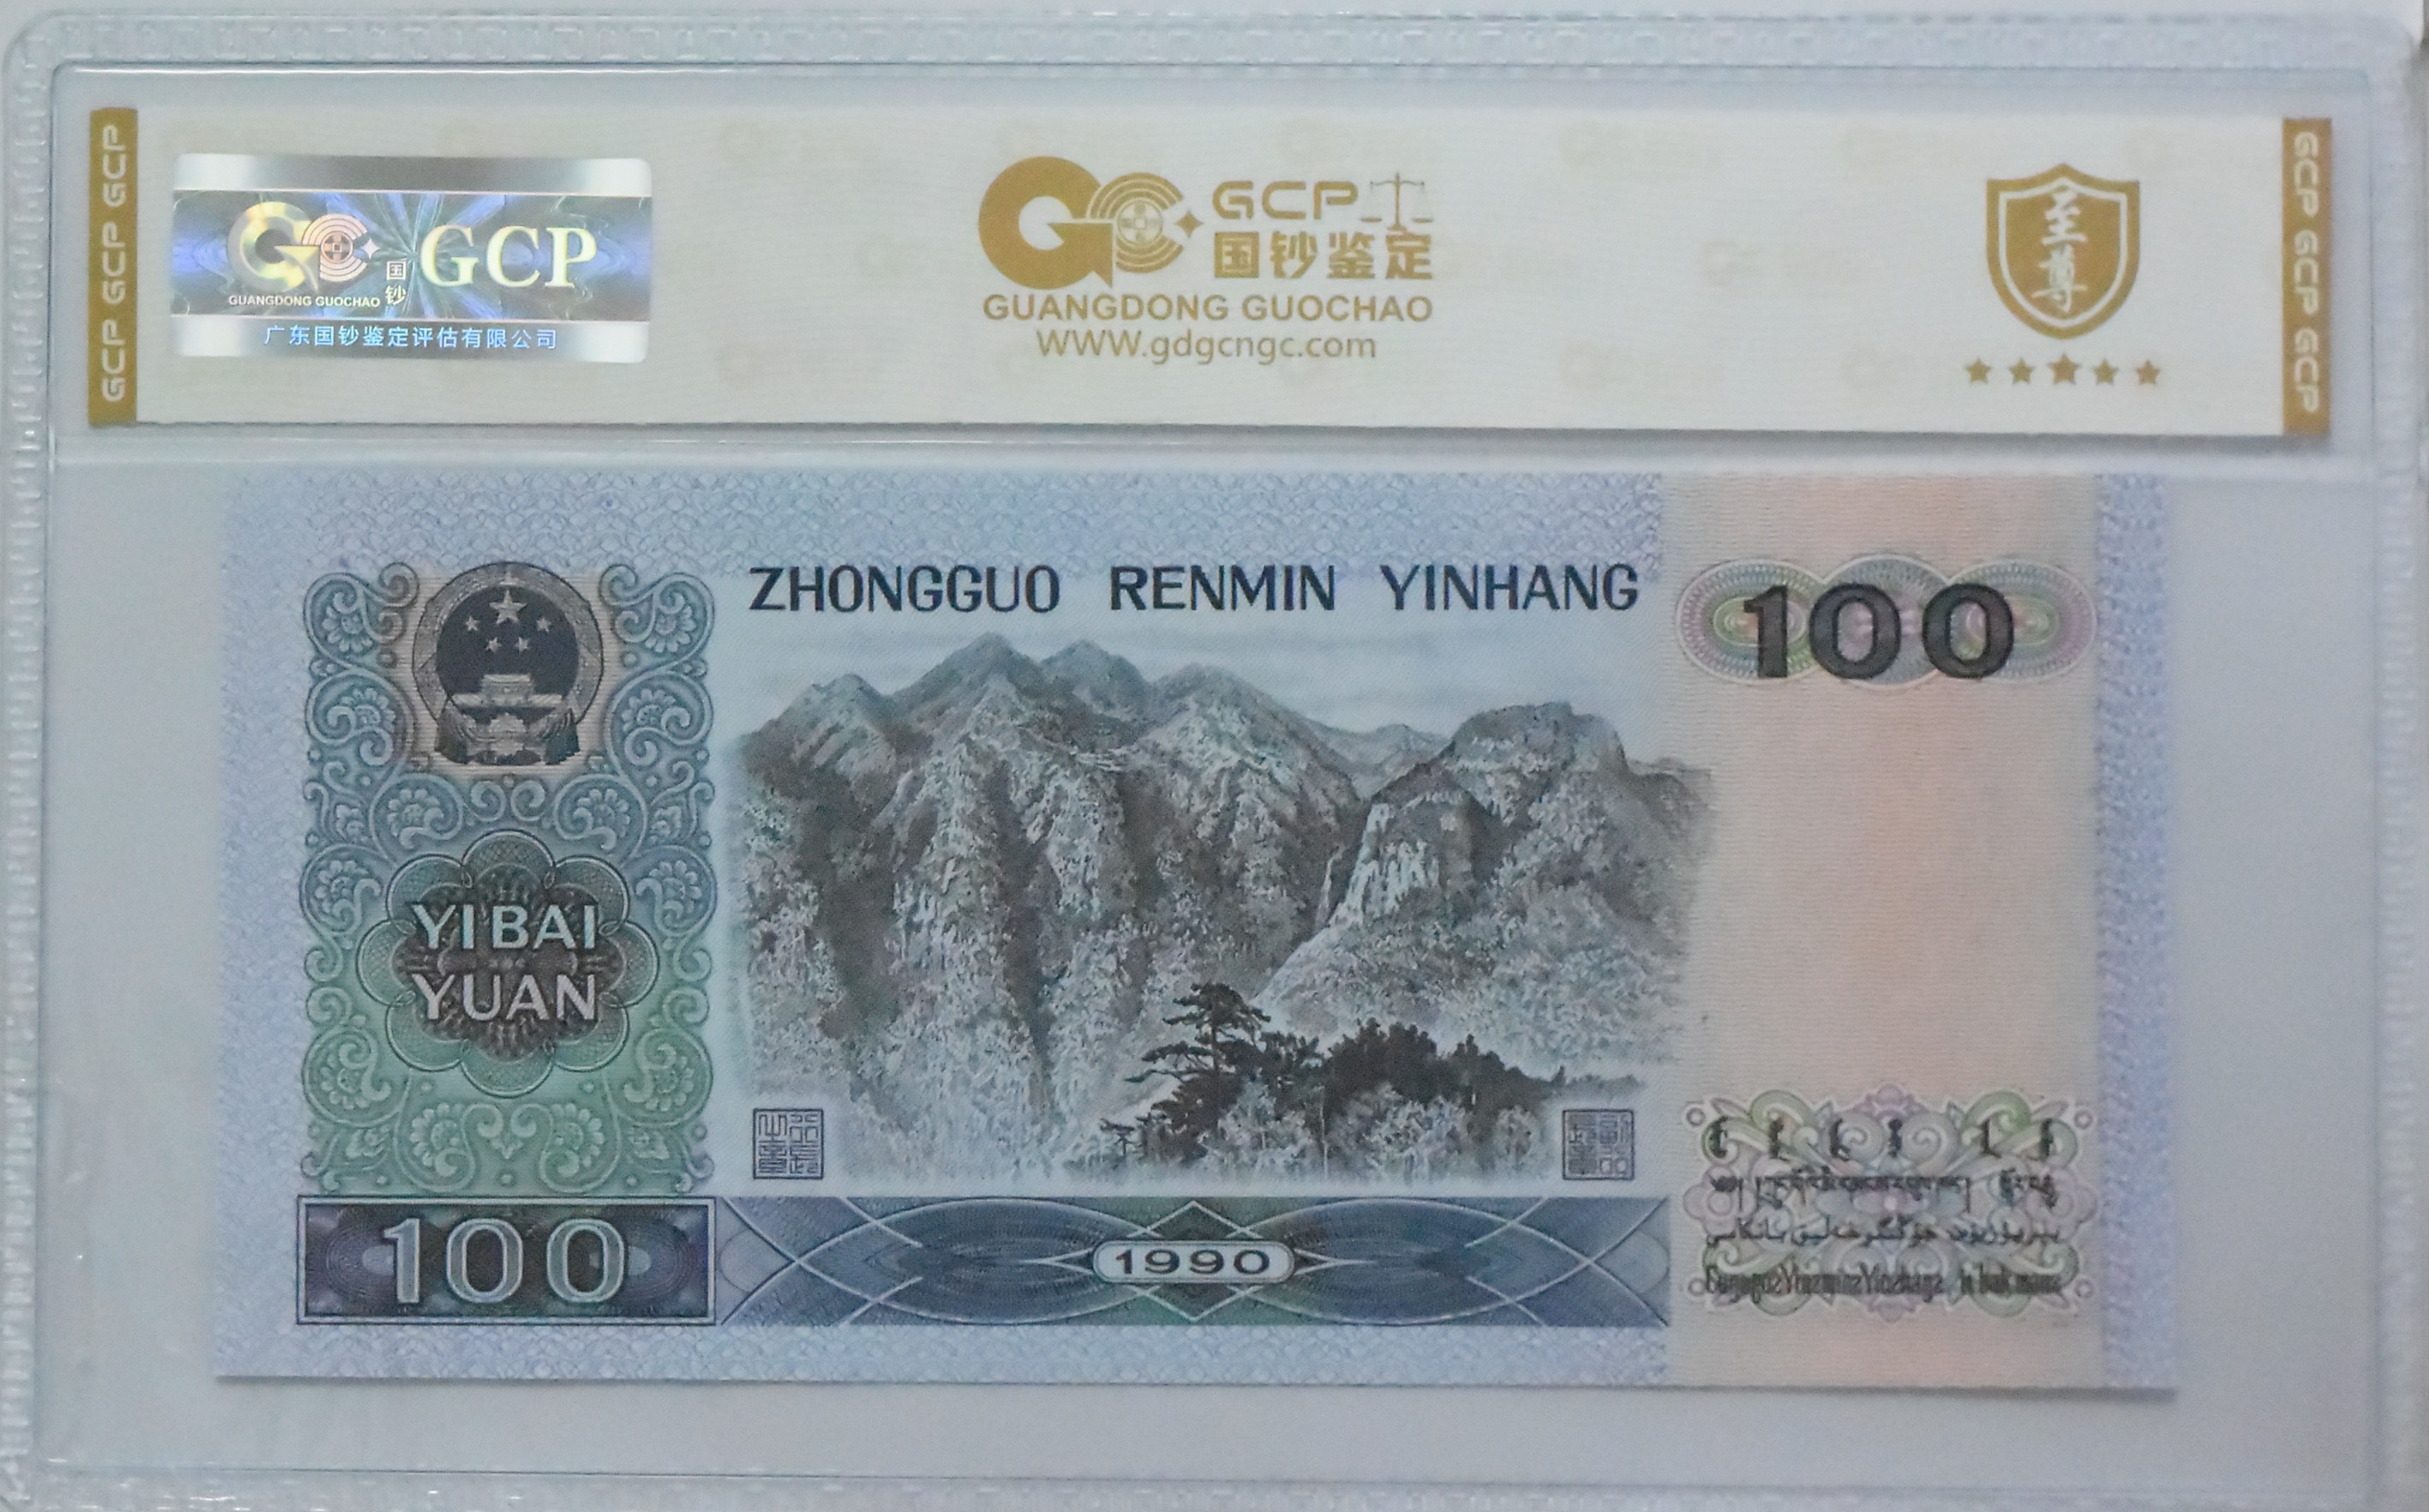 GCP GCP GCP
GUANGDONG GUOCHAO
国钞
GCP
广东国钞鉴定评估有限公司
GCP
国钞鉴定
GUANGDONG GUOCHAO
WWW.gdgcngc.com
至尊
GCP GCP GCP
ZHONGGUO RENMIN YINHANG
100
YIBAI
YUAN
100
1990